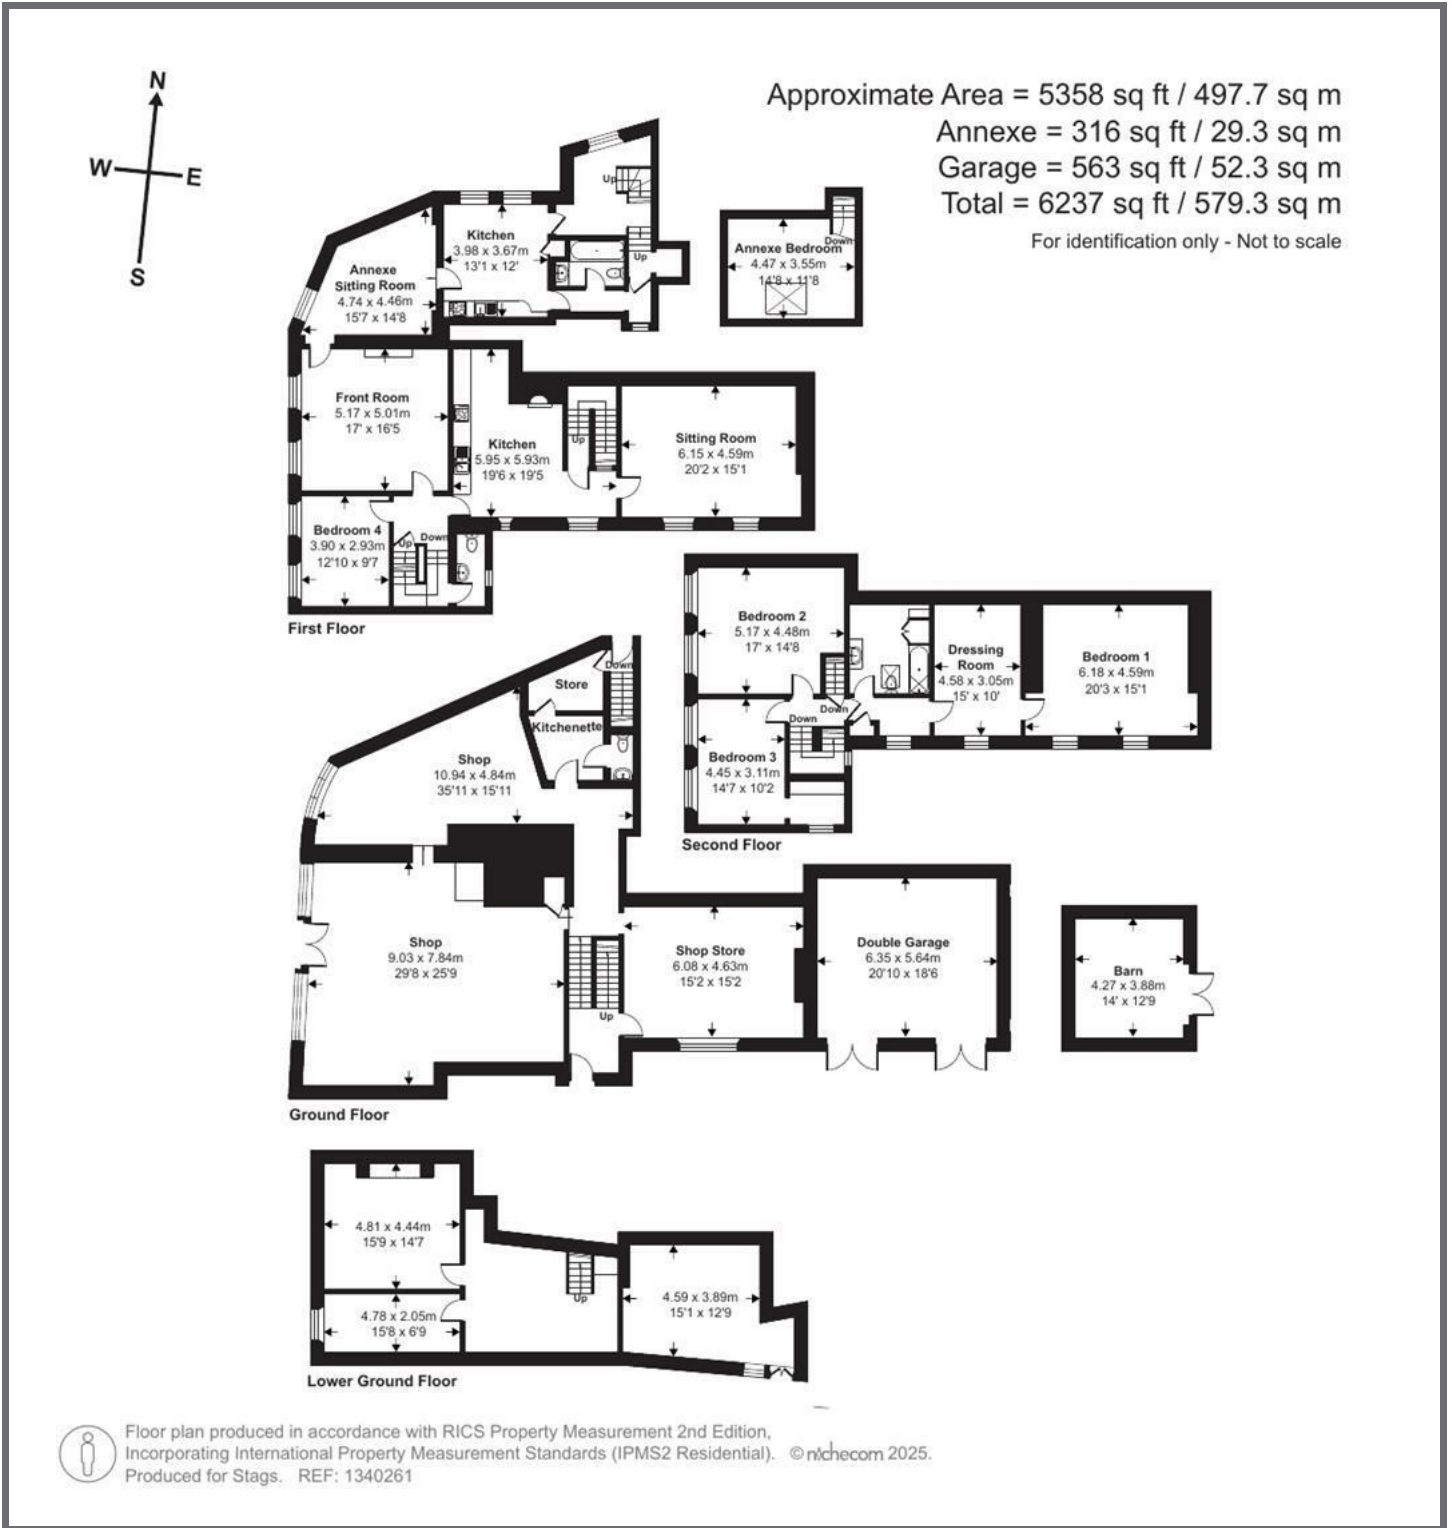 N
W
E
S
Approximate Area = 5358 sq ft / 497.7 sq m
Annexe = 316 sq ft / 29.3 sq m
Garage = 563 sq ft / 52.3 sq m
Total = 6237 sq ft / 579.3 sq m
For identification only - Not to scale
Up
Kitchen
3.98 x 3.67m
13'1 x 12'
Up
Annexe
Sitting Room
4.74 x 4.46m
15'7 x 14'8
Down
Annexe Bedroom
4.47 x 3.55m
14'8 x 11'8
Front Room
5.17 x 5.01m
17' x 16'5
Kitchen
5.95 x 5.93m
19'6 x 19'5
Up
Sitting Room
6.15 x 4.59m
20'2 x 15'1
Bedroom 4
3.90 x 2.93m
12'10 x 9'7
Up
Down
First Floor
Bedroom 2
5.17 x 4.48m
17' x 14'8
Dressing
Room
4.58 x 3.05m
15' x 10'
Bedroom 1
6.18 x 4.59m
20'3 x 15'1
Down
Down
Bedroom 3
4.45 x 3.11m
14'7 x 10'2
Second Floor
Down
Store
Kitchenette
Shop
10.94 x 4.84m
35'11 x 15'11
Shop
9.03 x 7.84m
29'8 x 25'9
Up
Shop Store
6.08 x 4.63m
15'2 x 15'2
Double Garage
6.35 x 5.64m
20'10 x 18'6
Barn
4.27 x 3.88m
14' x 12'9
Ground Floor
4.81 x 4.44m
15'9 x 14'7
4.78 x 2.05m
15'8 x 6'9
Up
4.59 x 3.89m
15'1 x 12'9
Lower Ground Floor
Floor plan produced in accordance with RICS Property Measurement 2nd Edition,
Incorporating International Property Measurement Standards (IPMS2 Residential). © nichecom 2025.
Produced for Stags. REF: 1340261